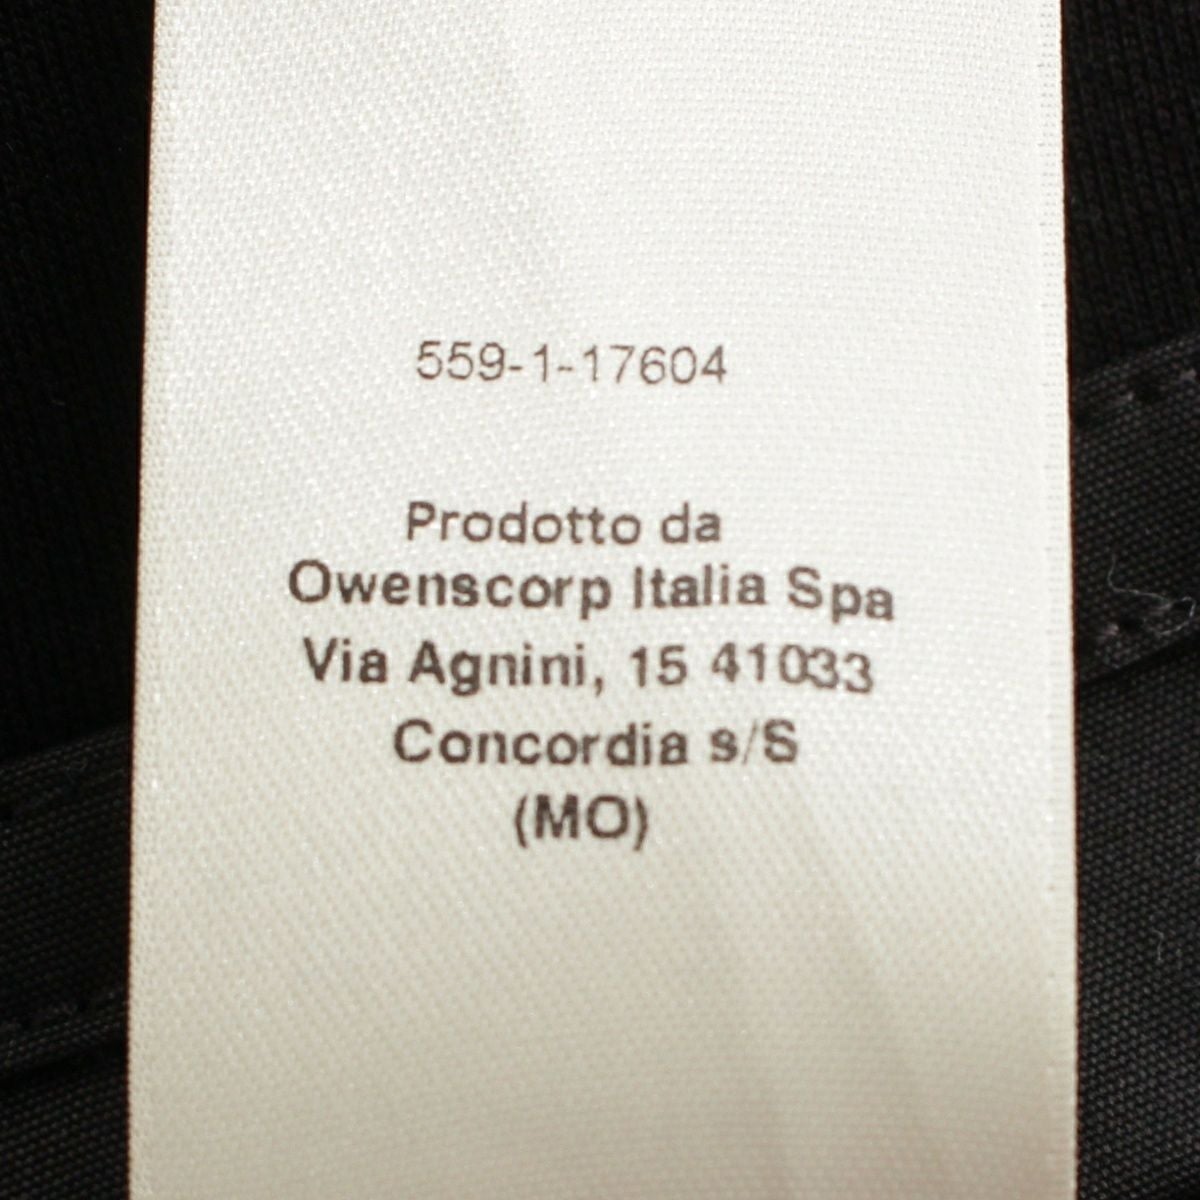 559-1-17604
Prodotto da
Owenscorp Italia Spa
Via Agnini, 15 41033
Concordia s/S
(MO)